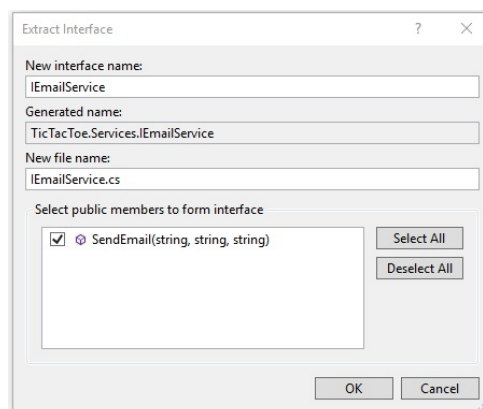 Extract Interface
?
New interface name:
IEmailService
Generated name:
TicTacToe.Services.IEmailService
New file name:
IEmailService.cs
Select public members to form interface
SendEmail(string, string, string)
Select All
Deselect All
OK
Cancel